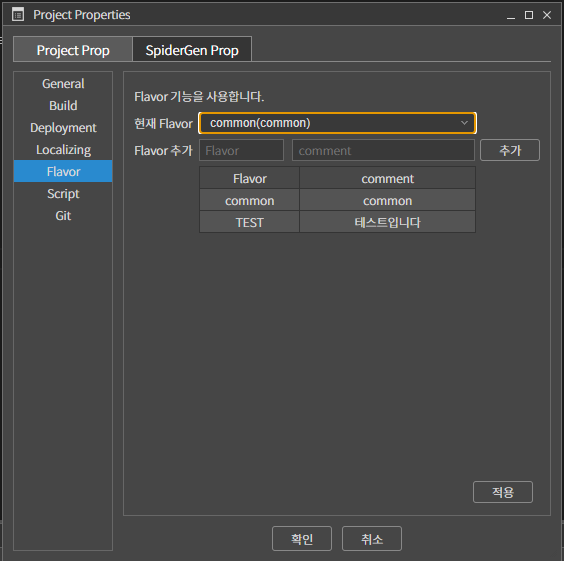 Project Properties
Project Prop SpiderGen Prop
General
Build
Deployment
Localizing
Flavor
Script
Git
Flavor 기능을 사용합니다.
현재 Flavor common(common)
Flavor 추가 Flavor comment 추가
Flavor comment
common common
TEST 테스트입니다
적용
확인 취소